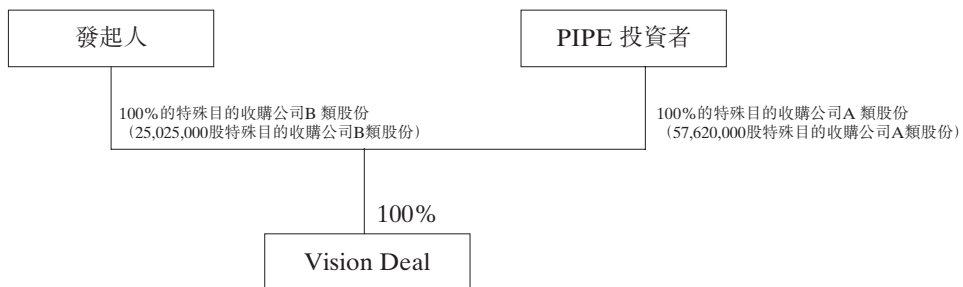 發起人
PIPE 投資者
100%的特殊目的收購公司B 類股份
(25,025,000股特殊目的收購公司B類股份)
100%的特殊目的收購公司A 類股份
(57,620,000股特殊目的收購公司A類股份)
100%
Vision Deal